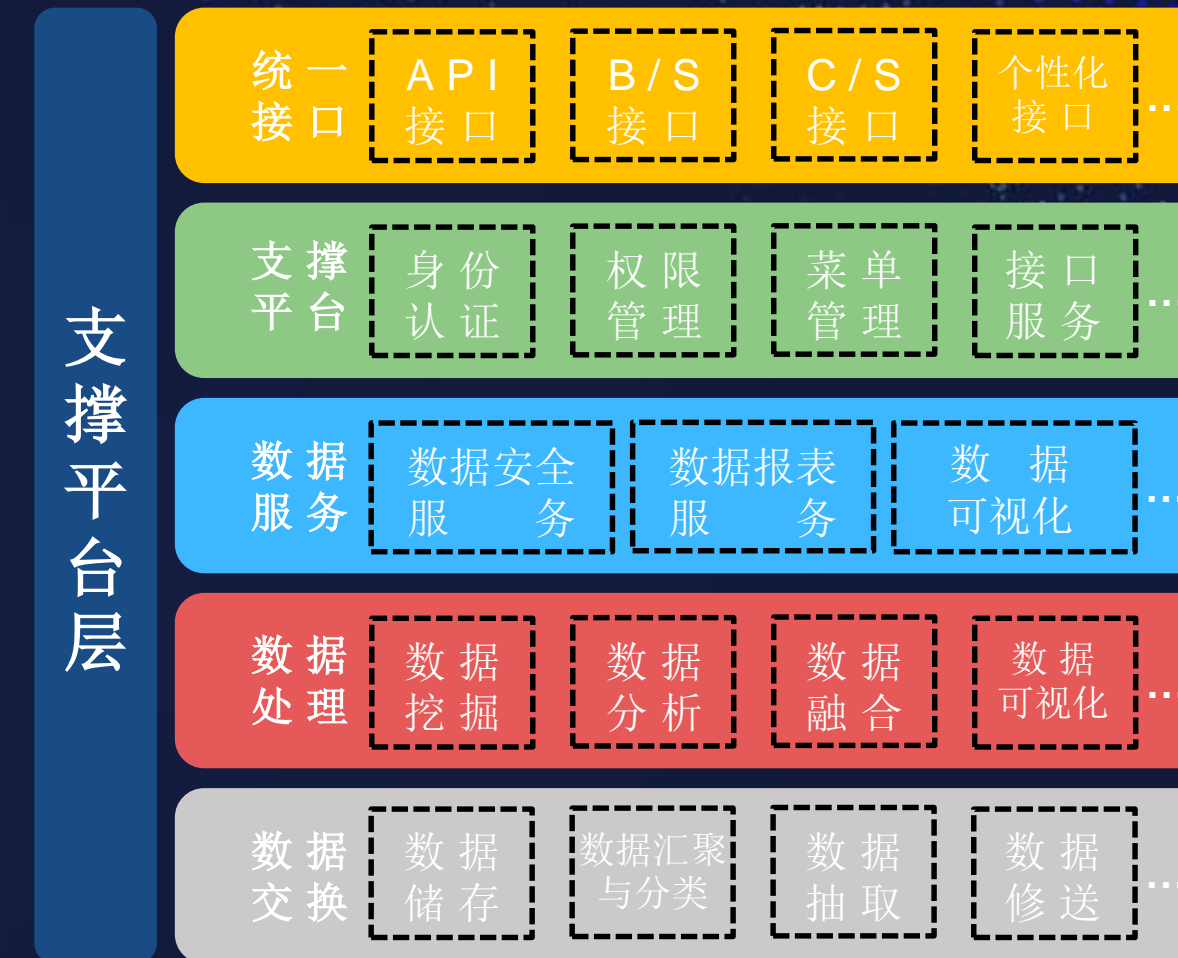 支撑平台层
统一
接口
API
接口
B/S
接口
C/S
接口
个性化
接口
...
支撑
平台
身份
认证
权限
管理
菜单
管理
接口
服务
...
数据
服务
数据安全
服务
数据报表
服务
数据
可视化
...
数据
处理
数据
挖掘
数据
分析
数据
融合
数据
可视化
...
数据
交换
数据
储存
数据汇聚
与分类
数据
抽取
数据
修送
...